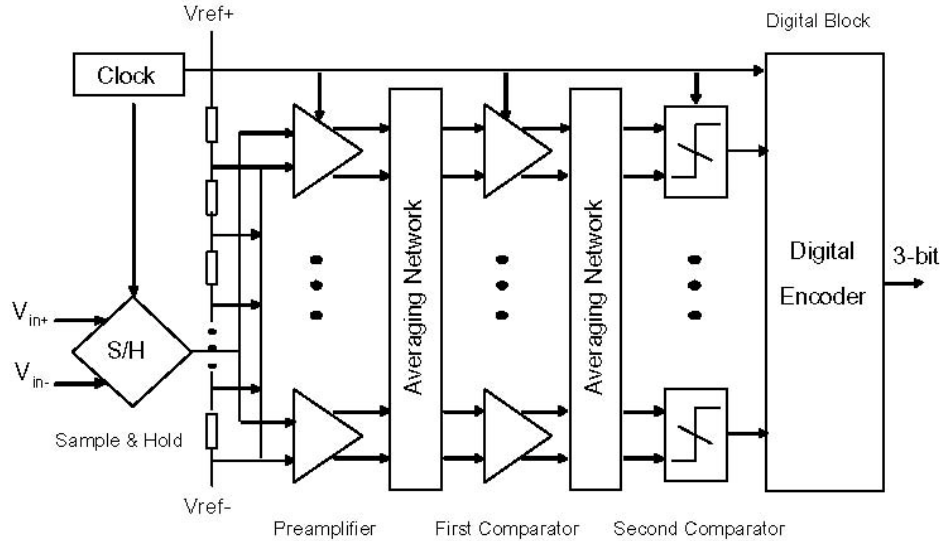 Vref+
Digital Block
Clock
Averaging Network
Averaging Network
Digital
Encoder
3-bit
Vin+
S/H
Vin-
Sample & Hold
Vref-
Preamplifier
First Comparator
Second Comparator